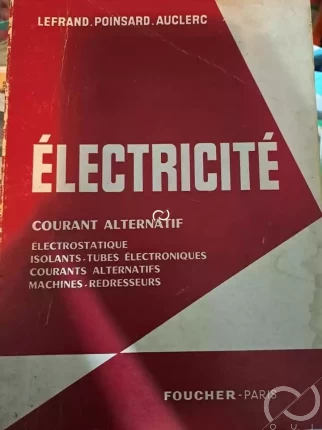 LEFRAND.POINSARD.AUCLERC
ÉLECTRICITÉ
COURANT ALTERNATIF
ÉLECTROSTATIQUE
ISOLANTS-TUBES ÉLECTRONIQUES
COURANTS ALTERNATIFS
MACHINES-REDRESSEURS
FOUCHER-PARIS